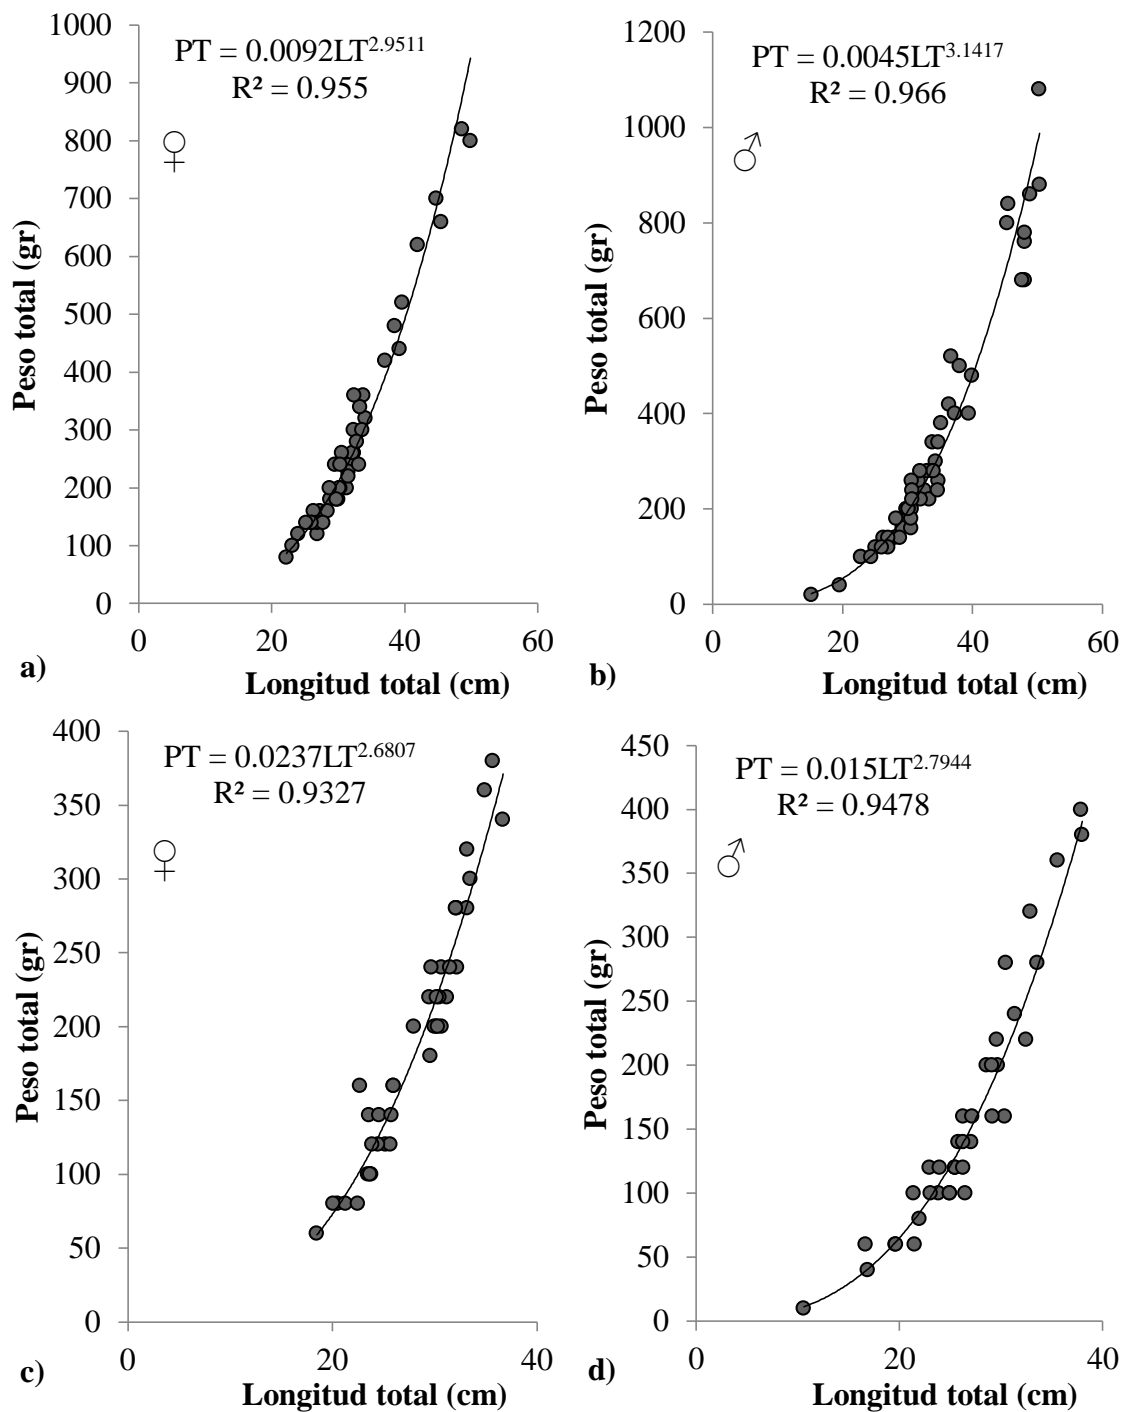 PT = 0.0092LT^2.9511
R² = 0.955
♀
Peso total (gr)
1000
900
800
700
600
500
400
300
200
100
0
0 20 40 60
Longitud total (cm)
a)
PT = 0.0045LT^3.1417
R² = 0.966
♂
Peso total (gr)
1200
1000
800
600
400
200
0
0 20 40 60
Longitud total (cm)
b)
PT = 0.0237LT^2.6807
R² = 0.9327
♀
Peso total (gr)
400
350
300
250
200
150
100
50
0
0 20 40
Longitud total (cm)
c)
PT = 0.015LT^2.7944
R² = 0.9478
♂
Peso total (gr)
450
400
350
300
250
200
150
100
50
0
0 20 40
Longitud total (cm)
d)